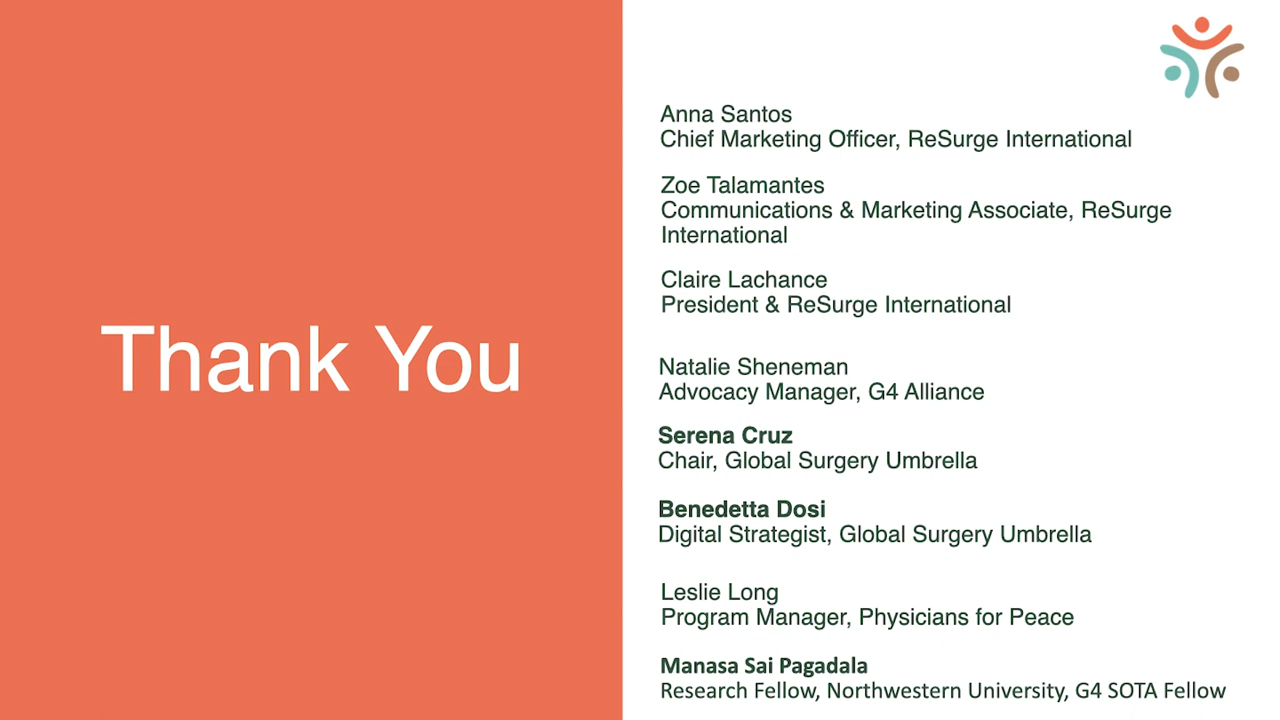 Thank You
Anna Santos
Chief Marketing Officer, ReSurge International
Zoe Talamantes
Communications & Marketing Associate, ReSurge
International
Claire Lachance
President & ReSurge International
Natalie Sheneman
Advocacy Manager, G4 Alliance
Serena Cruz
Chair, Global Surgery Umbrella
Benedetta Dosi
Digital Strategist, Global Surgery Umbrella
Leslie Long
Program Manager, Physicians for Peace
Manasa Sai Pagadala
Research Fellow, Northwestern University, G4 SOTA Fellow